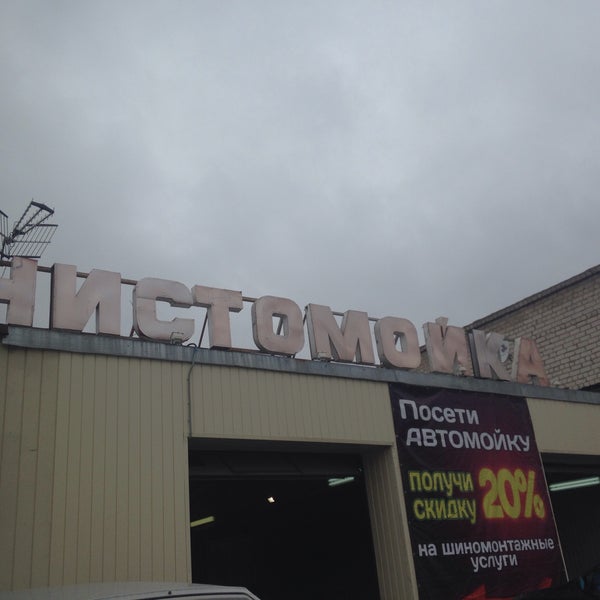 ЧИСТОМОЙКА
Посети
АВТОМОЙКУ
ПОЛУЧИ
СКИДКУ 20%
на шиномонтажные
услуги